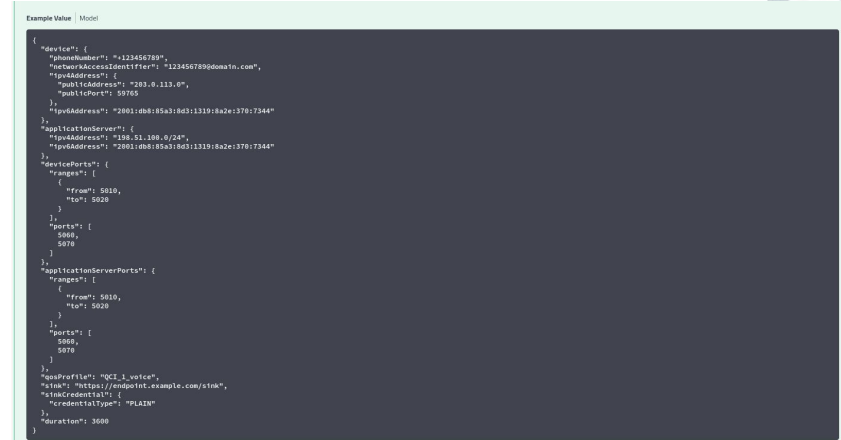 Example Value | Model
{
  "device": {
    "phoneNumber": "+123456789",
    "networkAccessIdentifier": "123456789@domain.com",
    "ipv4Address": {
      "publicAddress": "203.0.113.0",
      "publicPort": 59765
    },
    "ipv6Address": "2001:db8:85a3:8d3:1319:8a2e:370:7344"
  },
  "applicationServer": {
    "ipv4Address": "198.51.100.0/24",
    "ipv6Address": "2001:db8:85a3:8d3:1319:8a2e:370:7344"
  },
  "devicePorts": {
    "ranges": [
      {
        "from": 5010,
        "to": 5020
      }
    ],
    "ports": [
      5060,
      5070
    ]
  },
  "applicationServerPorts": {
    "ranges": [
      {
        "from": 5010,
        "to": 5020
      }
    ],
    "ports": [
      5060,
      5070
    ]
  },
  "qosProfile": "QCI_1_voice",
  "sink": "https://endpoint.example.com/sink",
  "sinkCredential": {
    "credentialType": "PLAIN"
  },
  "duration": 3600
}